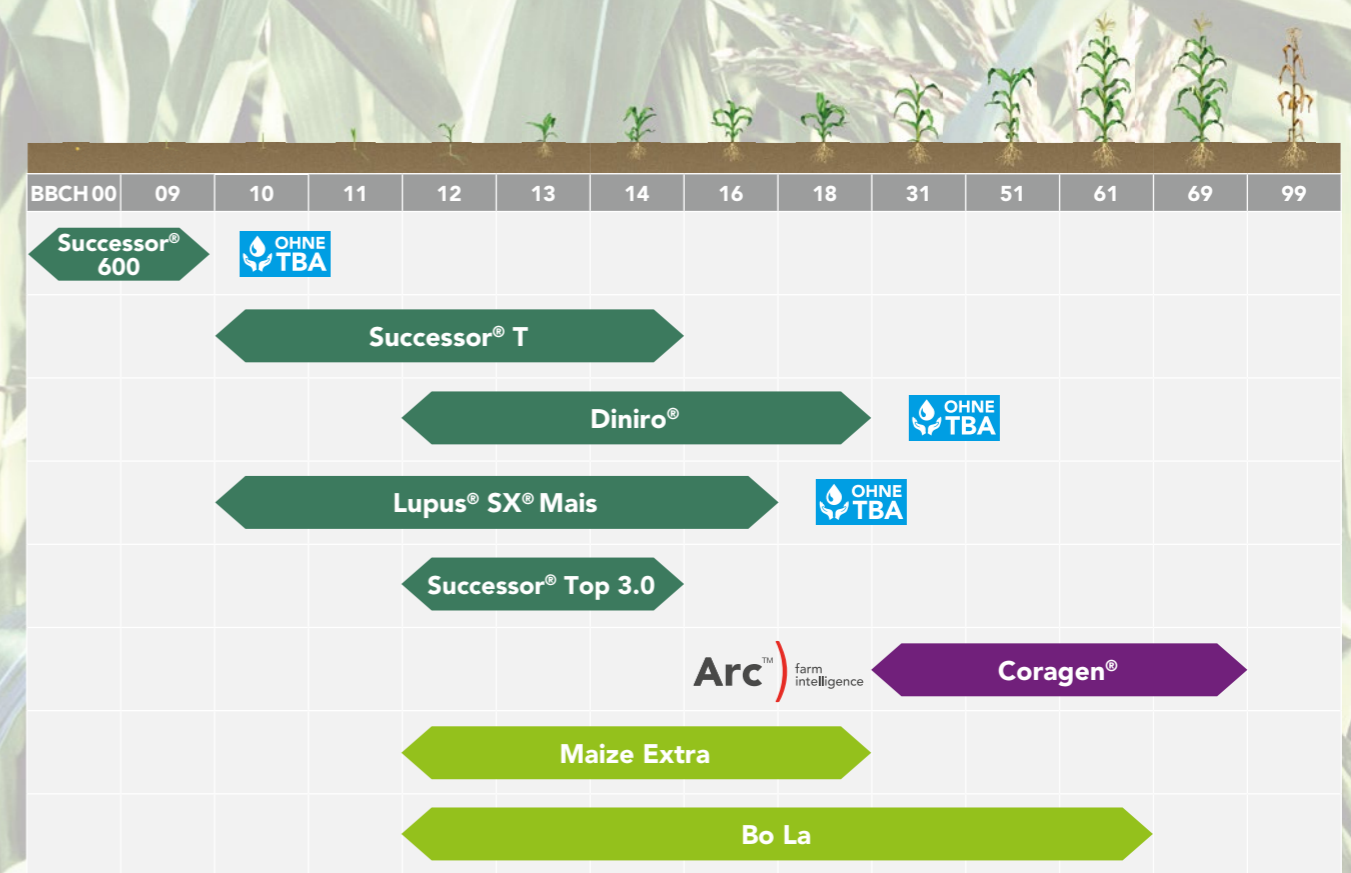 BBCH 00 09 10 11 12 13 14 16 18 31 51 61 69 99
Successor®
600
OHNE
TBA
Successor® T
Diniro®
OHNE
TBA
Lupus® SX® Mais
OHNE
TBA
Successor® Top 3.0
Arc™ farm
intelligence
Coragen®
Maize Extra
Bo La